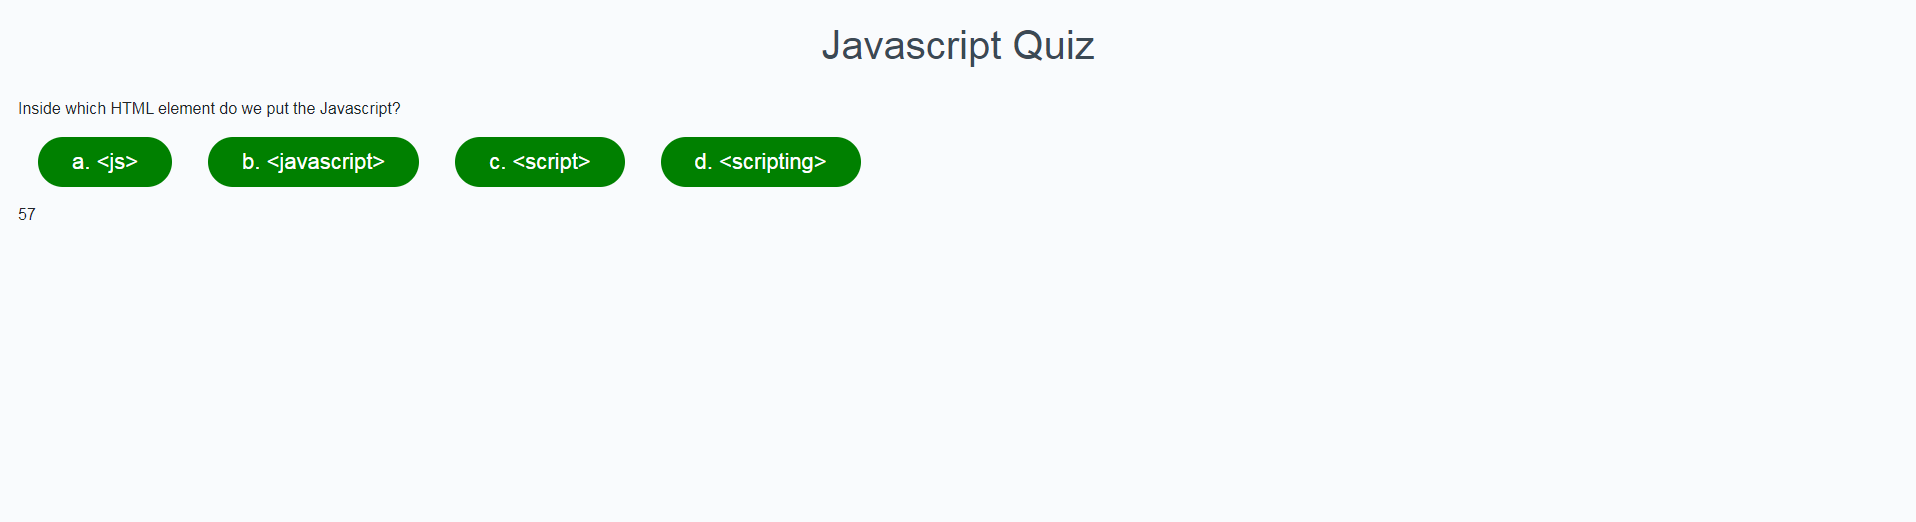 Javascript Quiz
Inside which HTML element do we put the Javascript?
a. <js> b. <javascript> c. <script> d. <scripting>
57